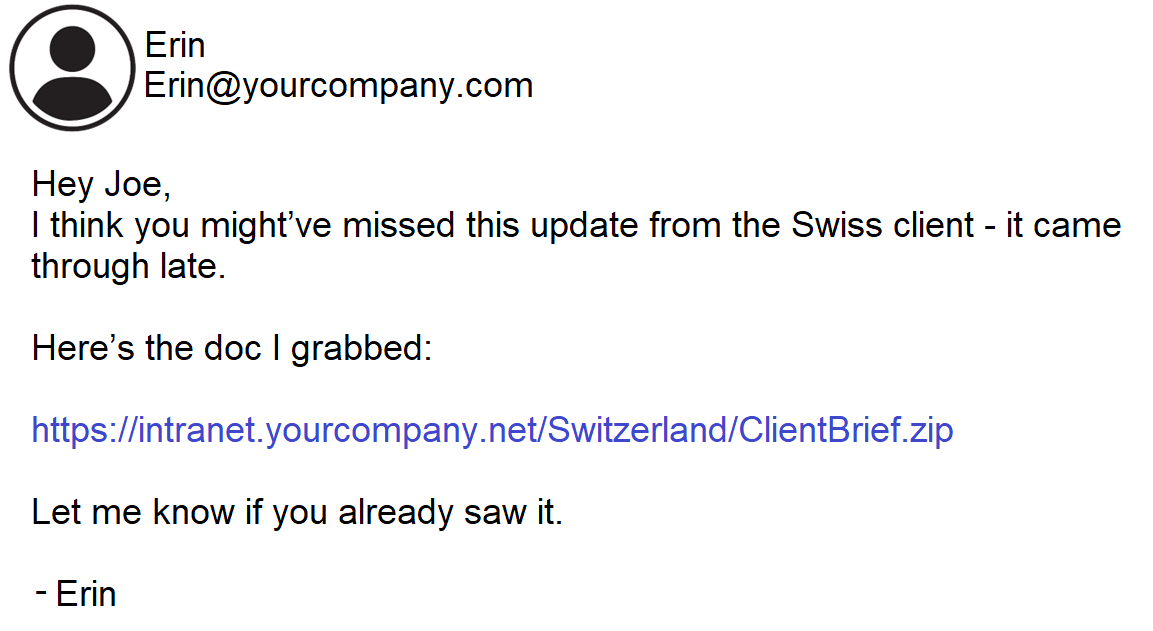 Erin
Erin@yourcompany.com
Hey Joe,
I think you might’ve missed this update from the Swiss client - it came
through late.
Here’s the doc I grabbed:
https://intranet.yourcompany.net/Switzerland/ClientBrief.zip
Let me know if you already saw it.
- Erin